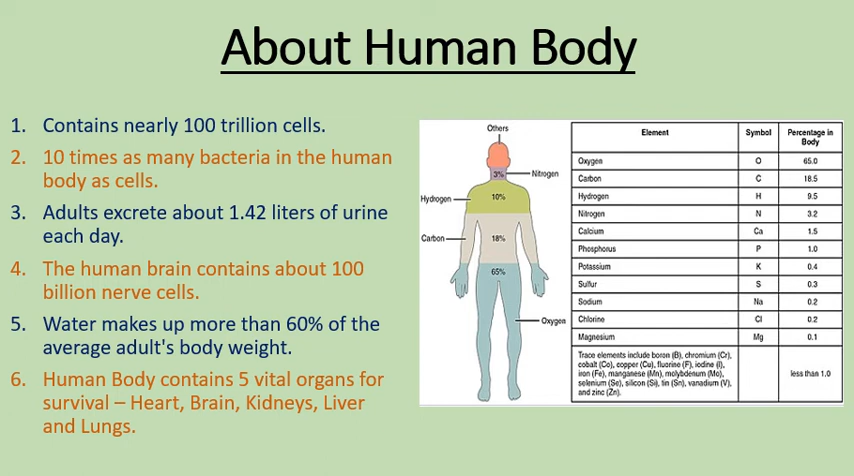 About Human Body
1. Contains nearly 100 trillion cells.
2. 10 times as many bacteria in the human
body as cells.
3. Adults excrete about 1.42 liters of urine
each day.
4. The human brain contains about 100
billion nerve cells.
5. Water makes up more than 60% of the
average adult's body weight.
6. Human Body contains 5 vital organs for
survival – Heart, Brain, Kidneys, Liver
and Lungs.
Others
3% Nitrogen
Hydrogen 10%
Carbon 18%
65%
Oxygen
Element Symbol Percentage in
Body
Oxygen O 65.0
Carbon C 18.5
Hydrogen H 9.5
Nitrogen N 3.2
Calcium Ca 1.5
Phosphorus P 1.0
Potassium K 0.4
Sulfur S 0.3
Sodium Na 0.2
Chlorine Cl 0.2
Magnesium Mg 0.1
Trace elements include boron (B), chromium (Cr),
cobalt (Co), copper (Cu), fluorine (F), iodine (I),
iron (Fe), manganese (Mn), molybdenum (Mo),
selenium (Se), silicon (Si), tin (Sn), vanadium (V),
and zinc (Zn).
less than 1.0